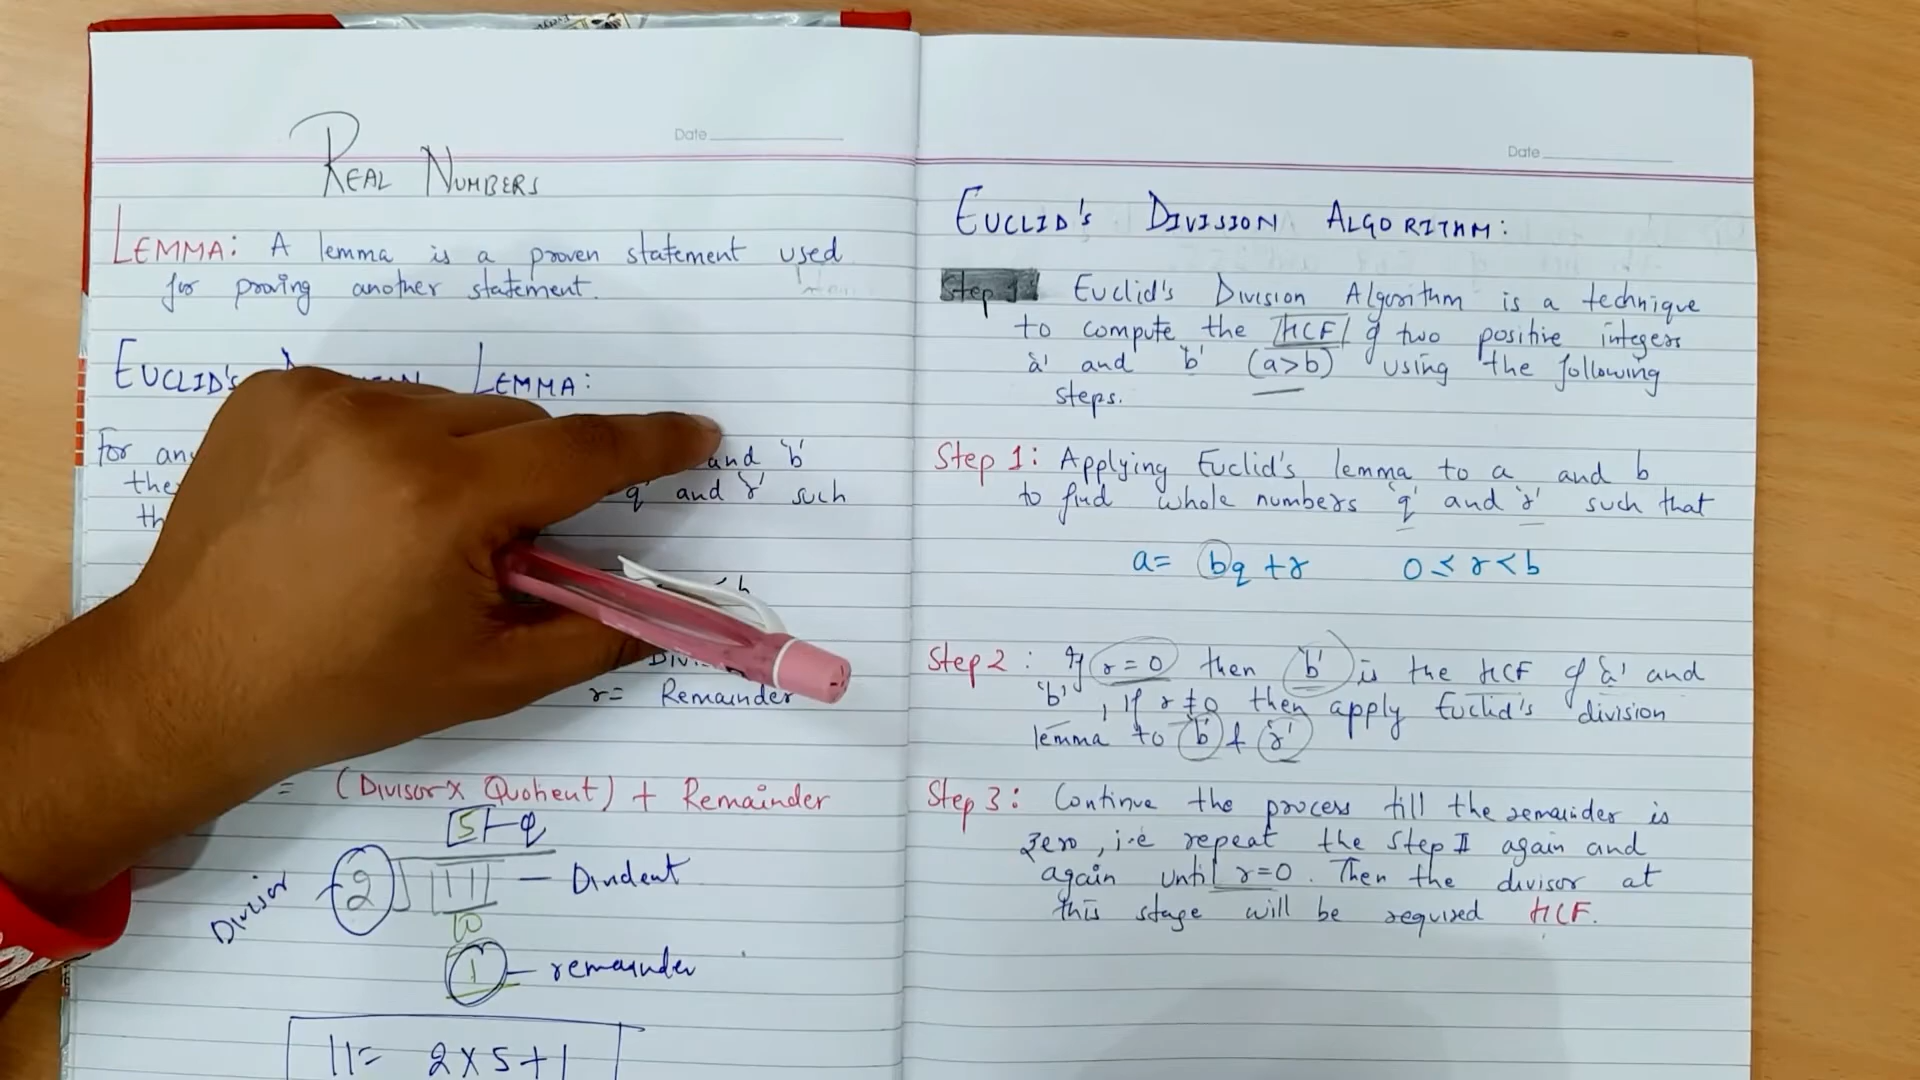 Date
REAL NUMBERS
LEMMA: A lemma is a proven statement used
for proving another statement.
EUCLID'S LEMMA:
For any and 'b'
the 'q' and 'r' such
th
< b
r = Remainder
= (Divisor x Quotient) + Remainder
5 - q
Divisor 2 11 - Divident
10
1 - remainder
11 = 2 x 5 + 1
Date
EUCLID'S DIVISION ALGORITHM:
Step 1 Euclid's Division Algorithm is a technique
to compute the HCF of two positive integers
'a' and 'b' (a>b) using the following
steps.
Step 1: Applying Euclid's lemma to a and b
to find whole numbers 'q' and 'r' such that
a = bq + r 0 ≤ r < b
Step 2: If r = 0 then 'b' is the HCF of 'a' and
'b', If r ≠ 0 then apply Euclid's division
lemma to 'b' & 'r'
Step 3: Continue the process till the remainder is
zero, i.e repeat the Step II again and
again until r=0. Then the divisor at
this stage will be required HCF.